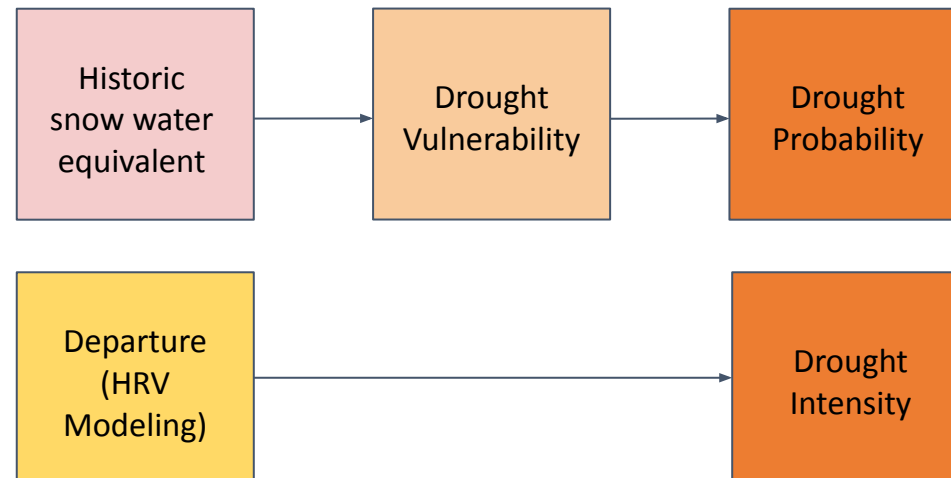 Historic
snow water
equivalent
Drought
Vulnerability
Drought
Probability
Departure
(HRV
Modeling)
Drought
Intensity